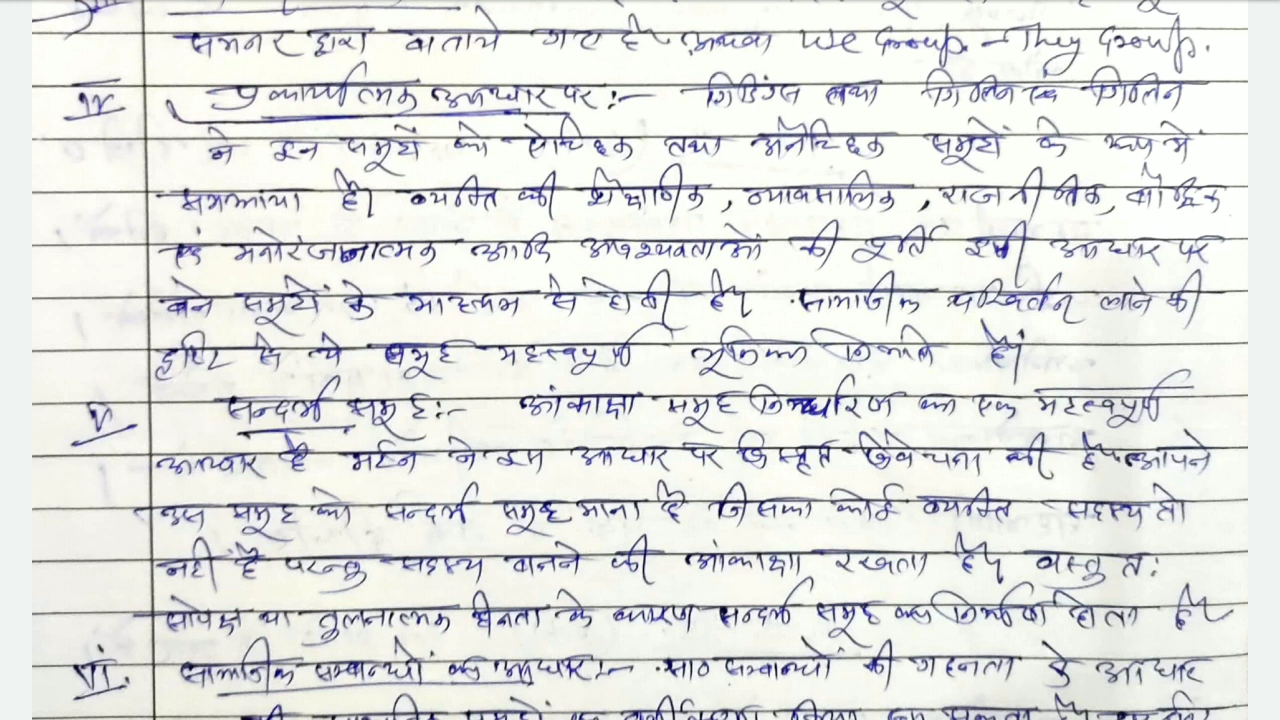 समनर द्वारा बाताये गए है अथवा We Group - They Group.
IV प्रकार्यात्मक आधार पर :- गिडिंग्स तथा गिलिन एवं गिलिन
ने इन समूहों को ऐच्छिक तथा अनैच्छिक समूहों के रूप में
समझाया है। व्यक्ति की शैक्षणिक, व्यावसायिक, राजनीतिक, बौद्धिक
एवं मनोरंजनात्मक आदि आवश्यकताओं की पूर्ति इसी आधार पर
बने समूहों के माध्यम से होती है। सामाजिक परिवर्तन लाने की
दृष्टि से ये समूह महत्वपूर्ण भूमिका निभाते हैं।
V सन्दर्भ समूह :- आंकाक्षा समूह निर्धारण का एक महत्वपूर्ण
आधार है मर्टन ने इस आधार पर विस्तृत विवेचना की है। आपने
उस समूह को सन्दर्भ समूह माना है जिसका कोई व्यक्ति सदस्य तो
नहीं है परन्तु सदस्य बनने की आंकाक्षा रखता है। वस्तुतः
सापेक्ष या तुलनात्मक हीनता के कारण सन्दर्भ समूह का निर्माण होता है।
VI. सामाजिक सम्बन्धों का आधार :- सा० सम्बन्धों की गहनता के आधार